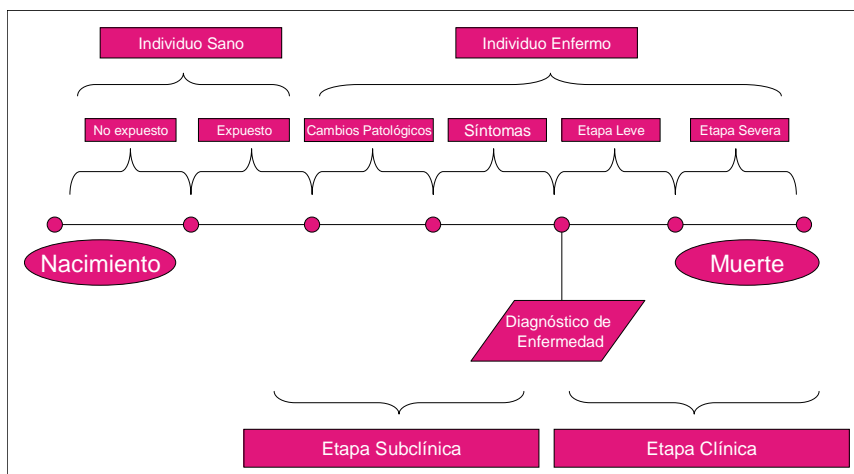 Individuo Sano
Individuo Enfermo
No expuesto
Expuesto
Cambios Patológicos
Síntomas
Etapa Leve
Etapa Severa
Nacimiento
Muerte
Diagnóstico de
Enfermedad
Etapa Subclínica
Etapa Clínica